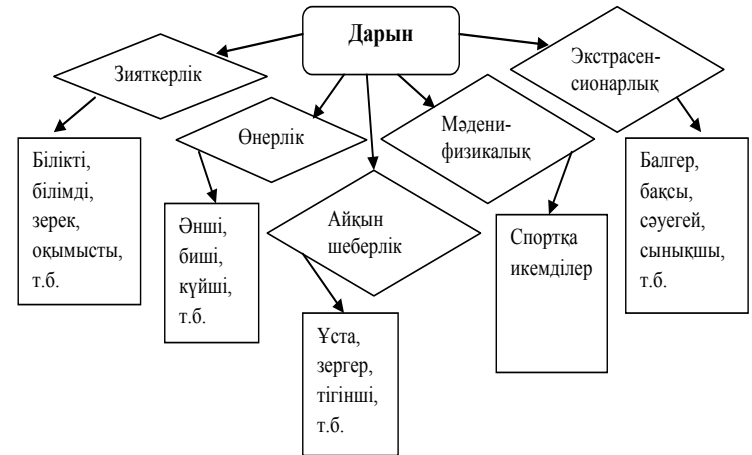 Дарын
Зияткерлік
Экстрасен-
сионарлық
Өнерлік
Мәдени-
физикалық
Айқын
шеберлік
Білікті,
білімді,
зерек,
оқымысты,
т.б.
Әнші,
биші,
күйші,
т.б.
Ұста,
зергер,
тігінші,
т.б.
Спортқа
икемділер
Балгер,
бақсы,
сәуегей,
сынықшы,
т.б.